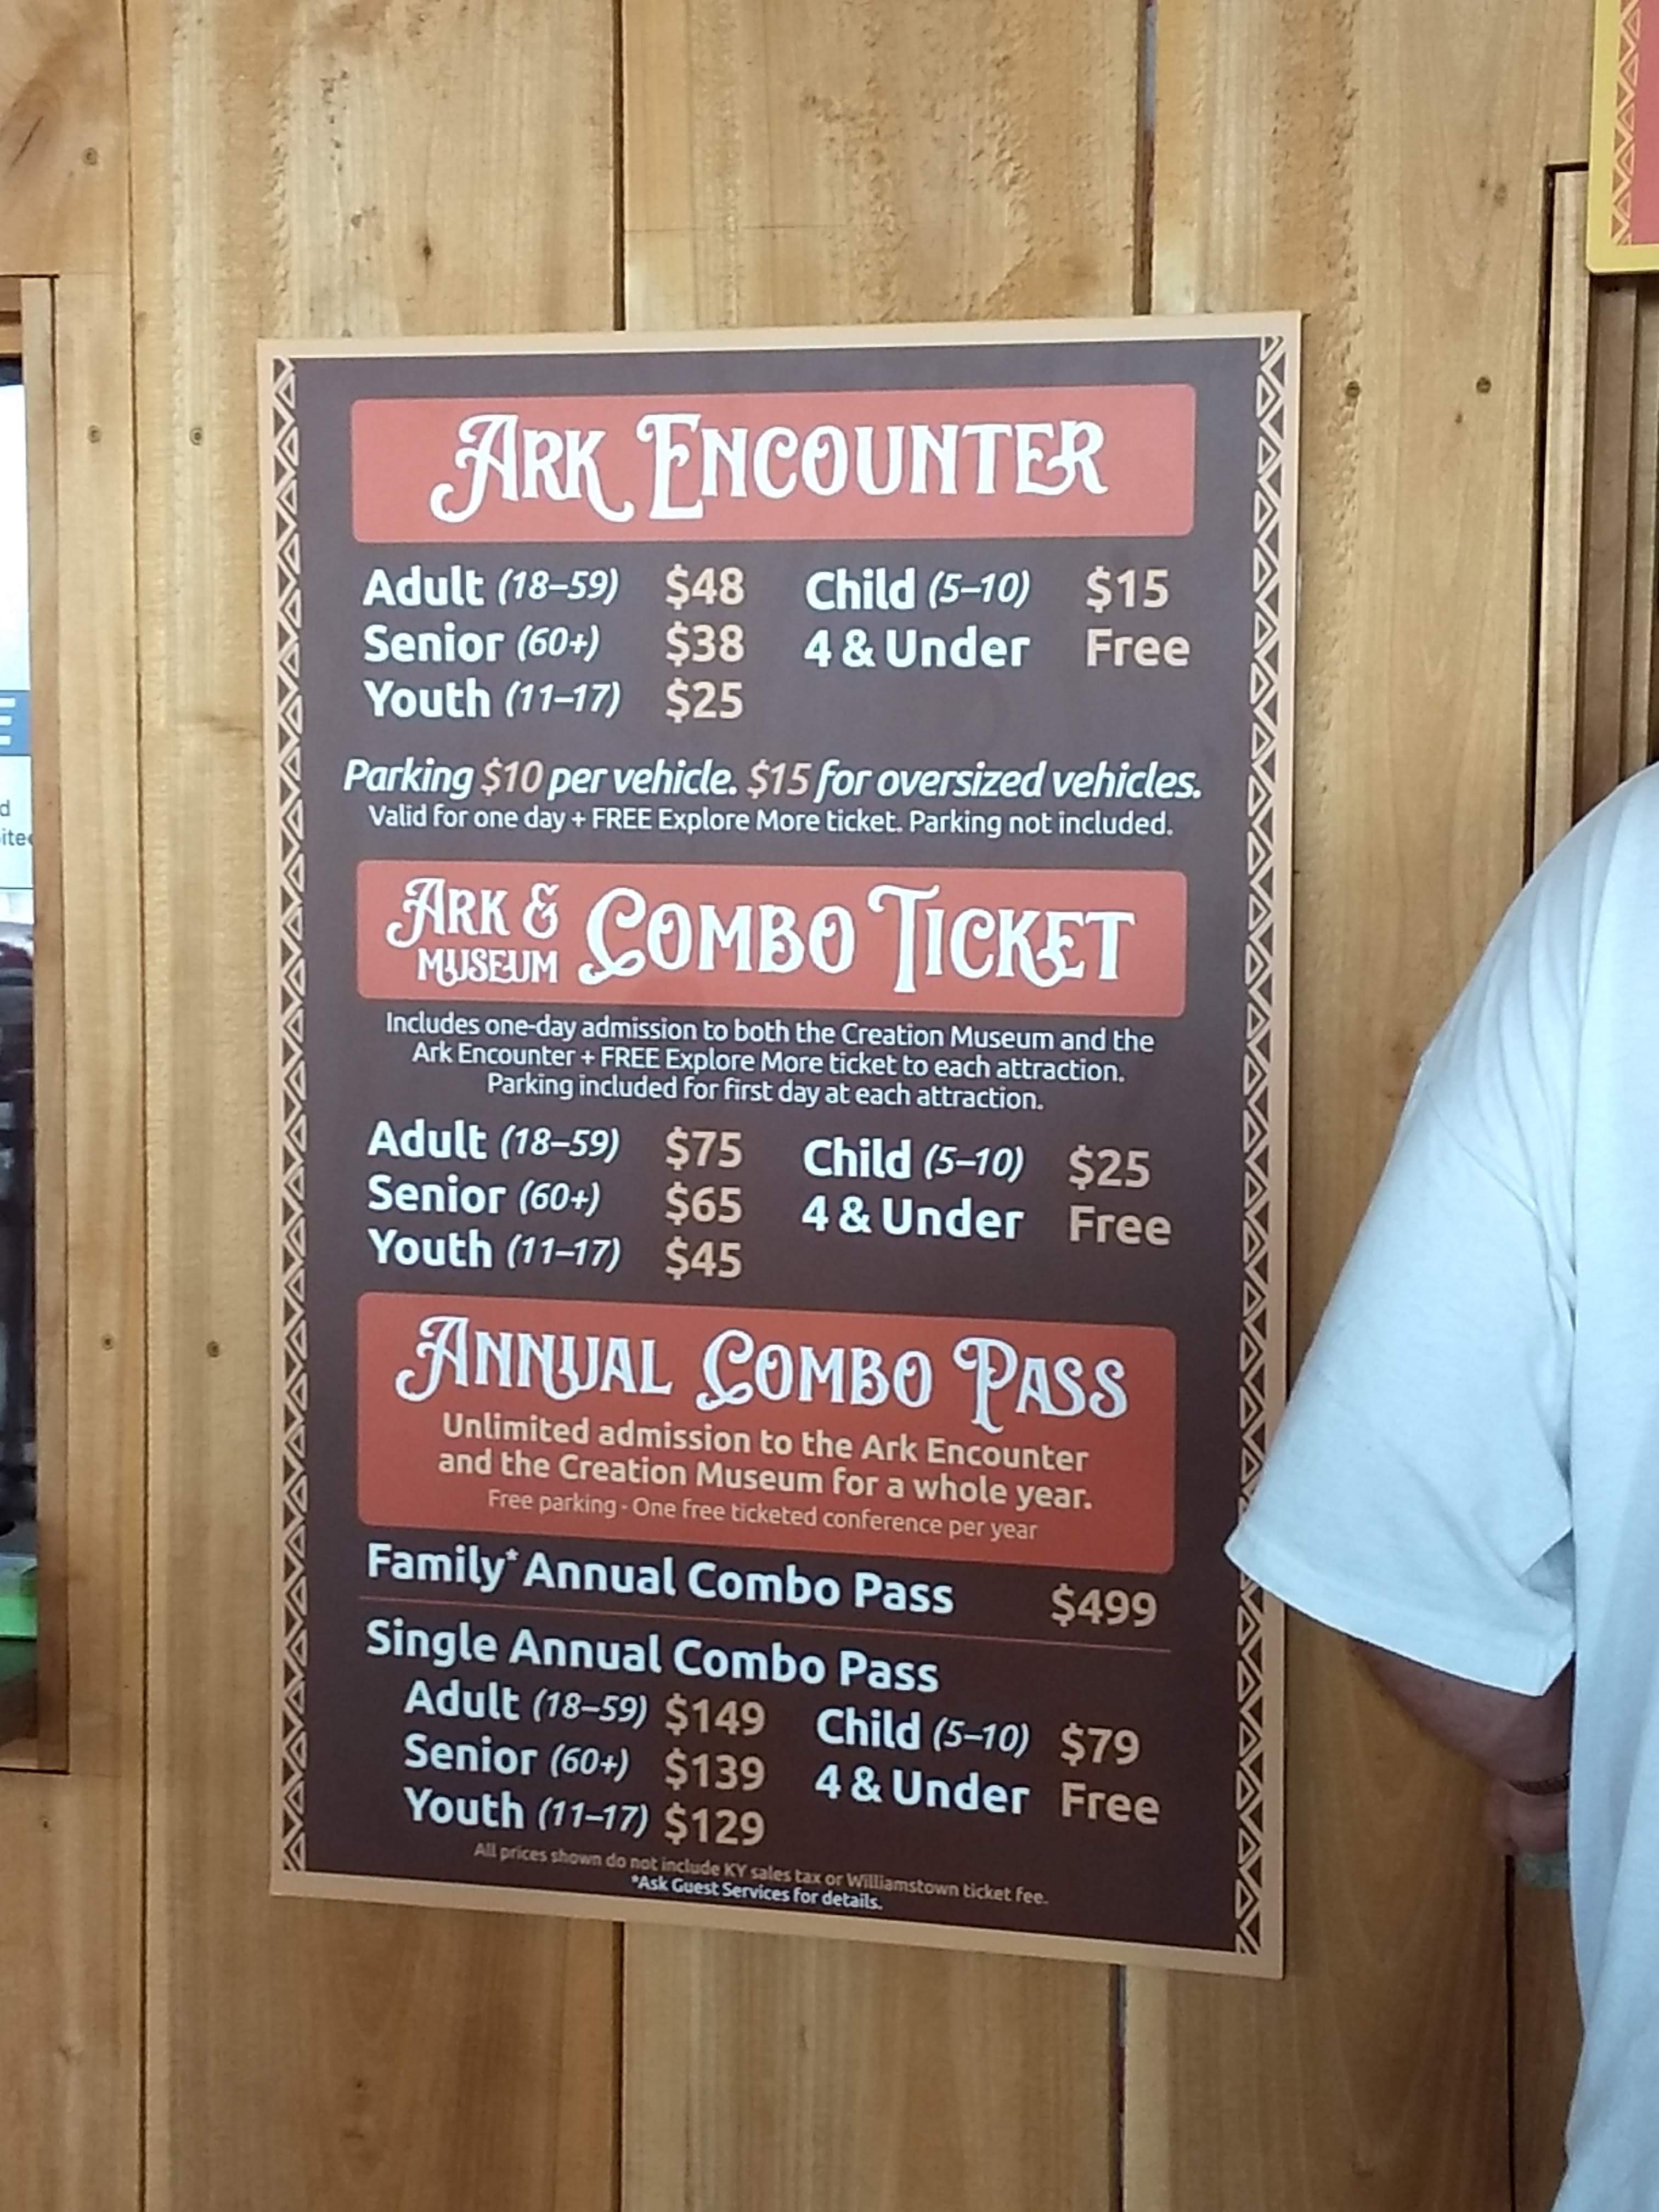 ARK ENCOUNTER
Adult (18–59) $48 Child (5–10) $15
Senior (60+) $38 4 & Under Free
Youth (11–17) $25
Parking $10 per vehicle. $15 for oversized vehicles.
Valid for one day + FREE Explore More ticket. Parking not included.
ARK & MUSEUM COMBO TICKET
Includes one-day admission to both the Creation Museum and the
Ark Encounter + FREE Explore More ticket to each attraction.
Parking included for first day at each attraction.
Adult (18–59) $75 Child (5–10) $25
Senior (60+) $65 4 & Under Free
Youth (11–17) $45
ANNUAL COMBO PASS
Unlimited admission to the Ark Encounter
and the Creation Museum for a whole year.
Free parking - One free ticketed conference per year
Family* Annual Combo Pass $499
Single Annual Combo Pass
Adult (18–59) $149 Child (5–10) $79
Senior (60+) $139 4 & Under Free
Youth (11–17) $129
All prices shown do not include KY sales tax or Williamstown ticket fee.
*Ask Guest Services for details.